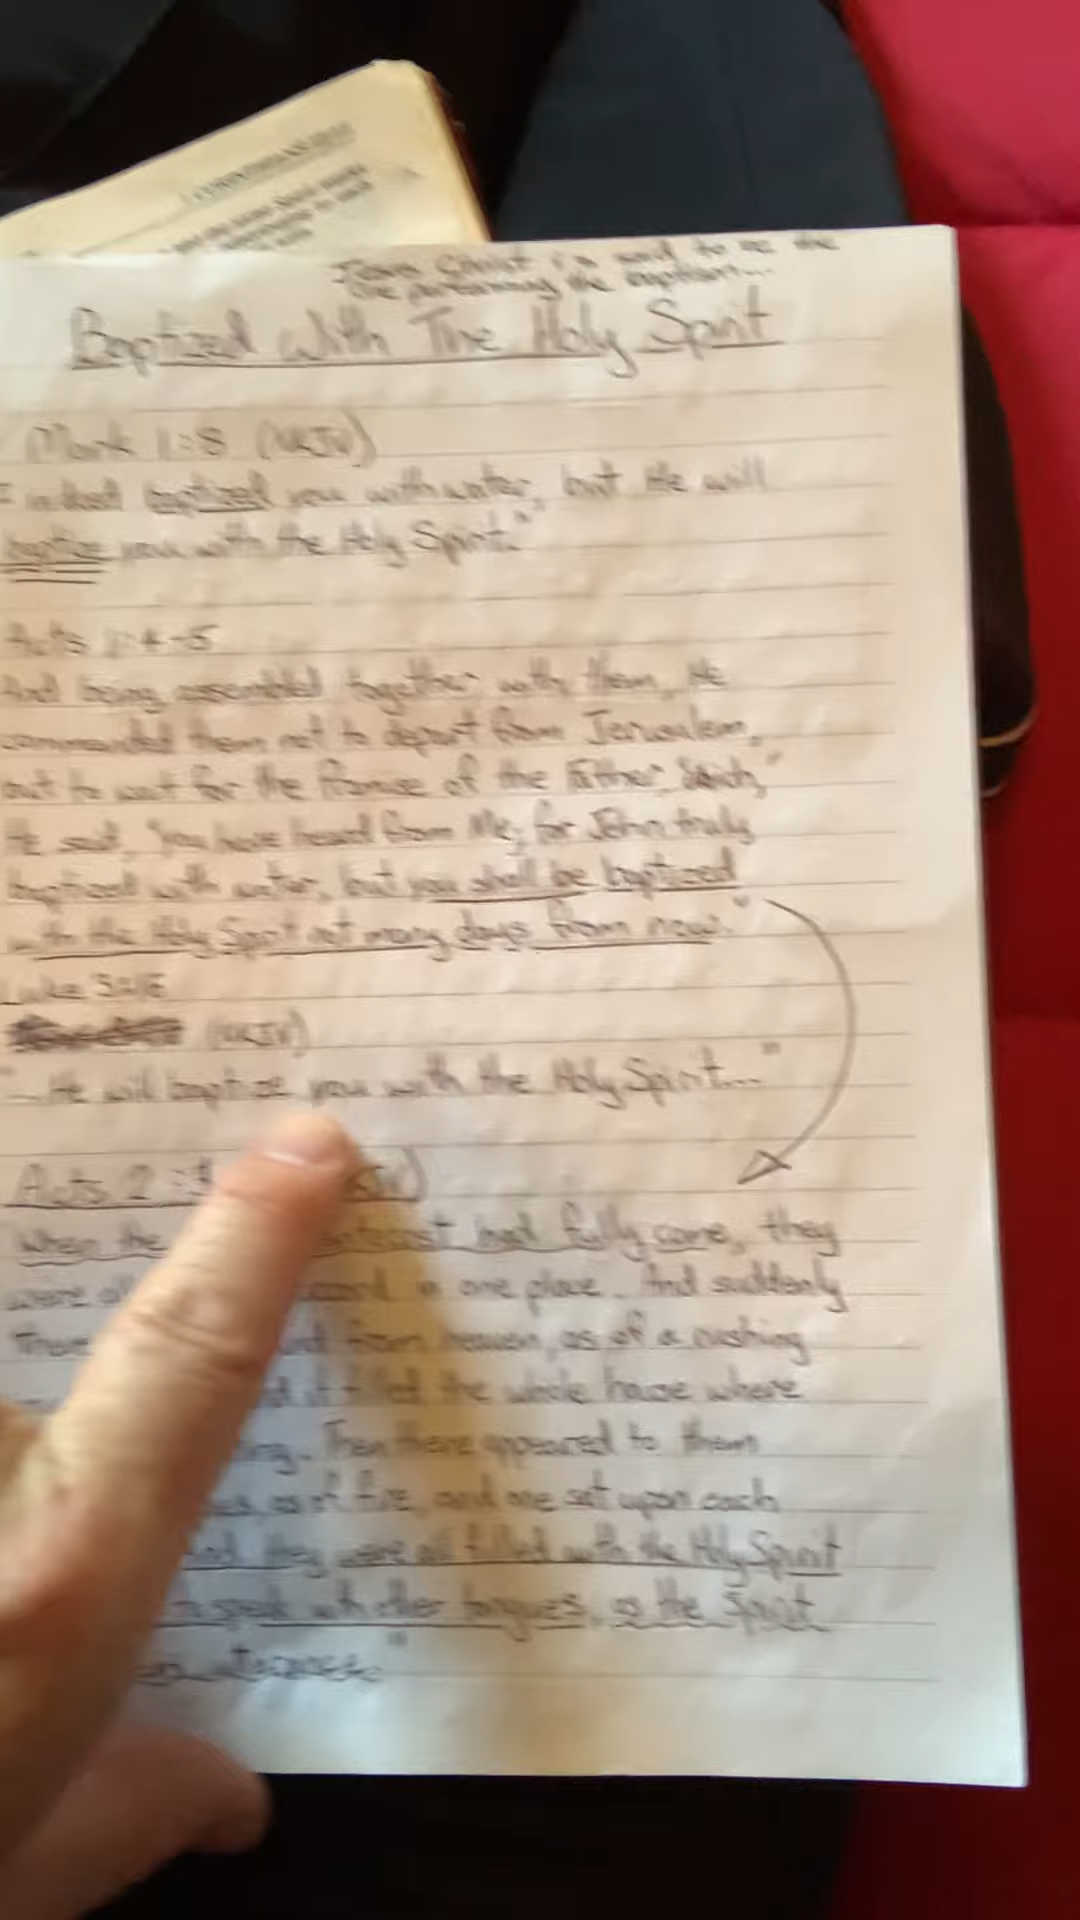 1 CORINTHIANS
Jesus Christ is said to be the
one performing the baptism...
Baptized With The Holy Spirit
Mark 1:8 (NKJV)
I indeed baptized you with water, but He will
baptize you with the Holy Spirit."
Acts 1:4-5
And being assembled together with them, He
commanded them not to depart from Jerusalem,
but to wait for the Promise of the Father, "which,"
He said, "you have heard from Me; for John truly
baptized with water, but you shall be baptized
with the Holy Spirit not many days from now."
Luke 3:16
(NKJV)
"...He will baptize you with the Holy Spirit..."
Acts 2:
When the had fully come, they
were in one place. And suddenly
from heaven, as of a rushing
it filled the whole house where
Then there appeared to them
as of fire, and one sat upon each
they were all filled with the Holy Spirit
speak with other tongues, as the Spirit
utterance."